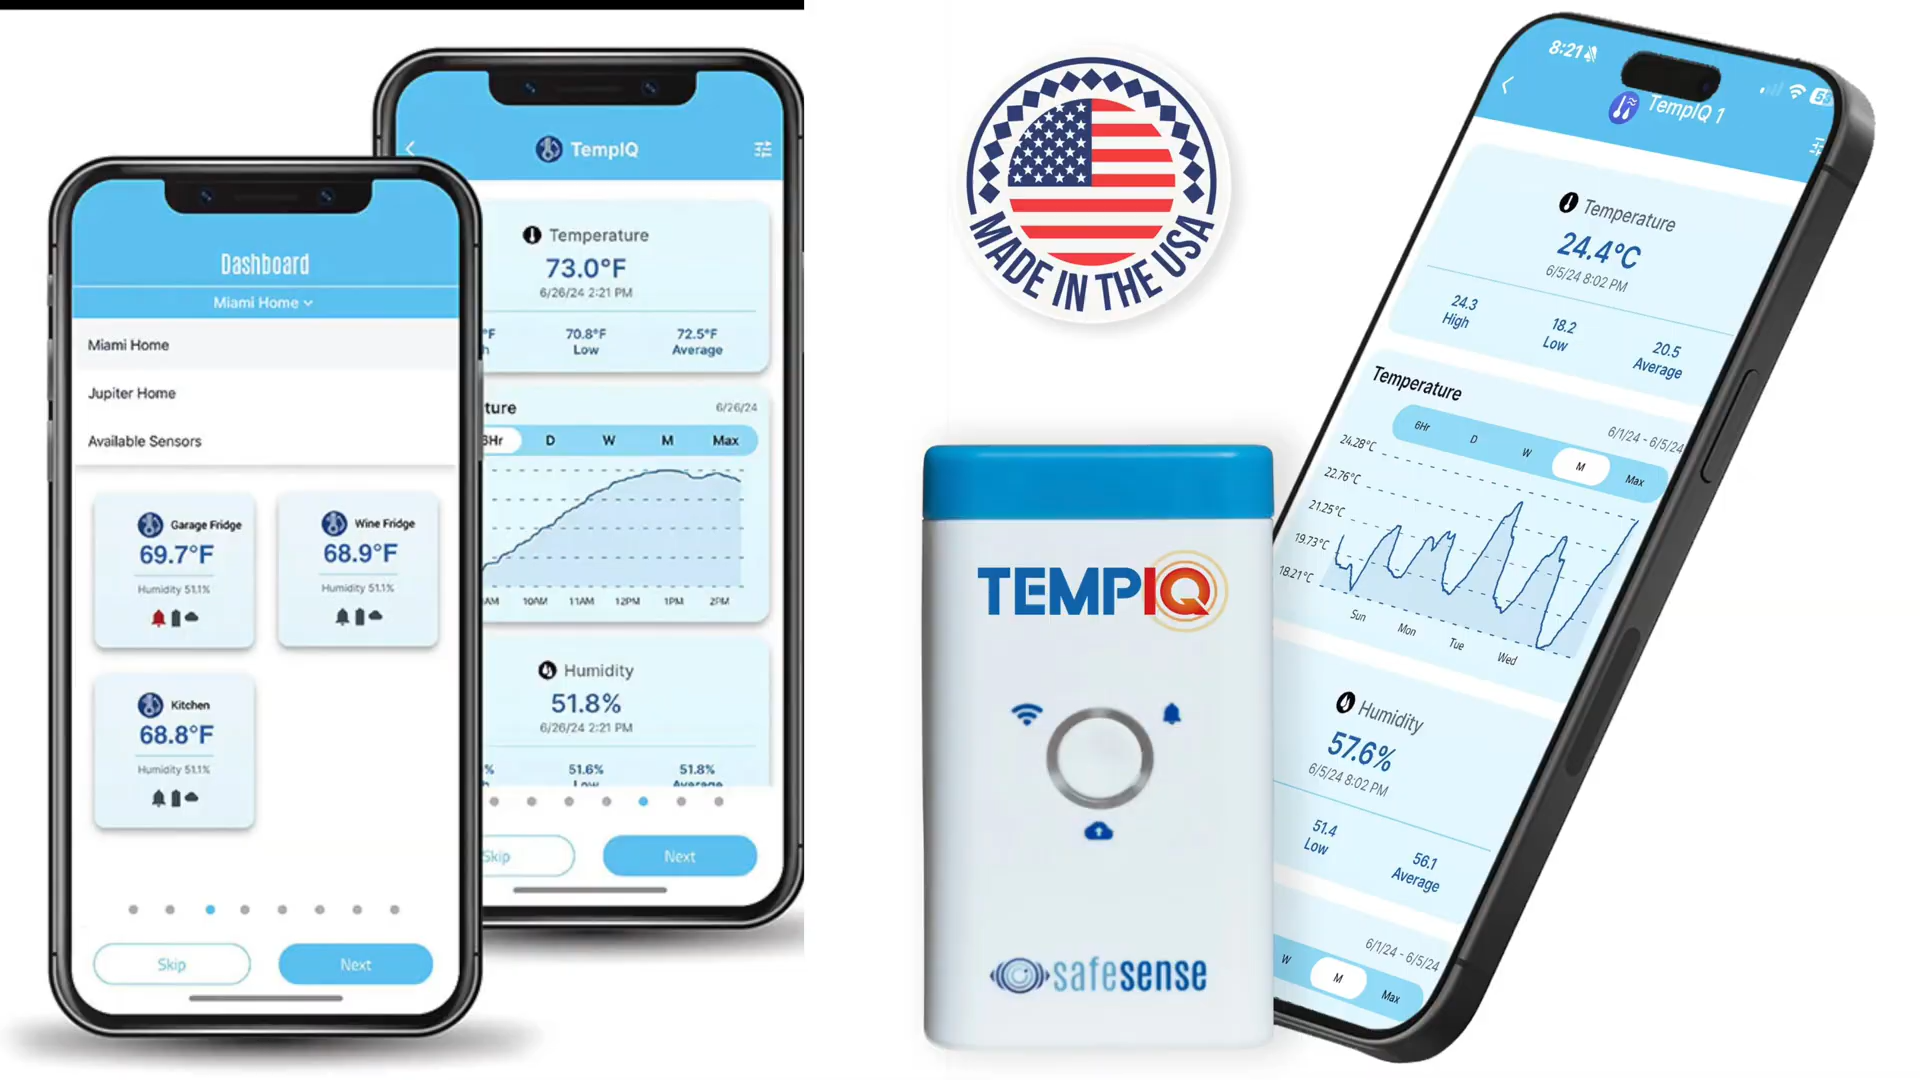 Dashboard
Miami Home
Miami Home
Jupiter Home
Available Sensors
Garage Fridge
69.7°F
Humidity 51.1%
Wine Fridge
68.9°F
Humidity 51.1%
Kitchen
68.8°F
Humidity 51.1%
Skip
Next
TempIQ
Temperature
73.0°F
6/26/24 2:21 PM
°F
h
70.8°F
Low
72.5°F
Average
ture
6/26/24
6Hr D W M Max
AM 10AM 11AM 12PM 1PM 2PM
Humidity
51.8%
6/26/24 2:21 PM
%
h
51.6%
Low
51.8%
Average
Skip
Next
MADE IN THE USA
TEMPIQ
safesense
8:21
TempIQ 1
Temperature
24.4°C
6/5/24 8:02 PM
24.3
High
18.2
Low
20.5
Average
Temperature
6/1/24 - 6/5/24
6Hr D W M Max
24.28°C
22.76°C
21.25°C
19.73°C
18.21°C
Sun Mon Tue Wed
Humidity
57.6%
6/5/24 8:02 PM
51.4
Low
56.1
Average
6/1/24 - 6/5/24
W M Max